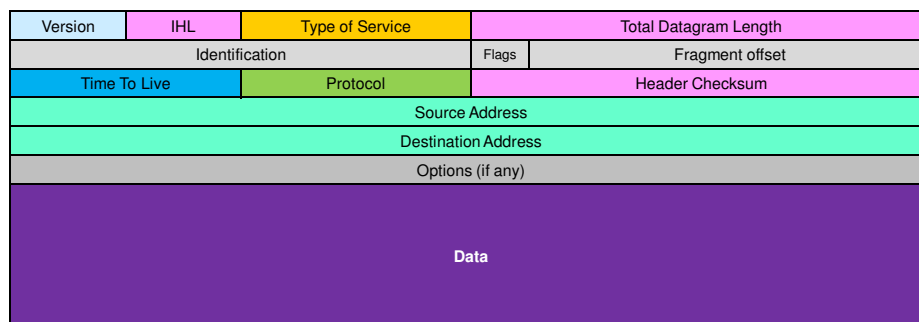 Version IHL Type of Service Total Datagram Length
Identification Flags Fragment offset
Time To Live Protocol Header Checksum
Source Address
Destination Address
Options (if any)
Data